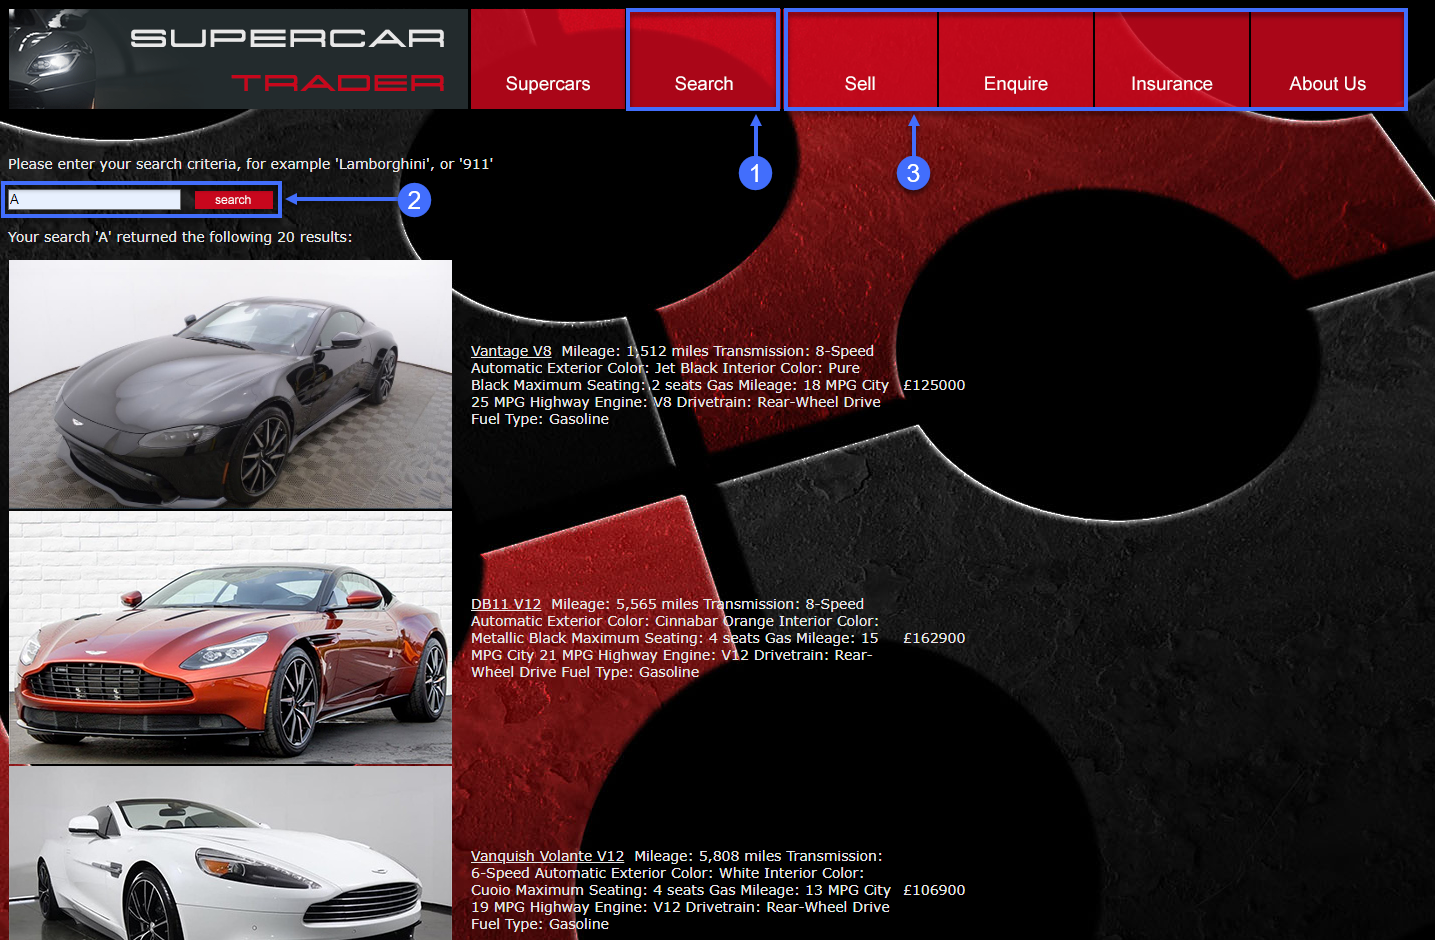 SUPERCAR
TRADER
Supercars
Search
Sell
Enquire
Insurance
About Us
1
3
Please enter your search criteria, for example 'Lamborghini', or '911'
A
search
2
Your search 'A' returned the following 20 results:
Vantage V8 Mileage: 1,512 miles Transmission: 8-Speed
Automatic Exterior Color: Jet Black Interior Color: Pure
Black Maximum Seating: 2 seats Gas Mileage: 18 MPG City £125000
25 MPG Highway Engine: V8 Drivetrain: Rear-Wheel Drive
Fuel Type: Gasoline
DB11 V12 Mileage: 5,565 miles Transmission: 8-Speed
Automatic Exterior Color: Cinnabar Orange Interior Color:
Metallic Black Maximum Seating: 4 seats Gas Mileage: 15 £162900
MPG City 21 MPG Highway Engine: V12 Drivetrain: Rear-
Wheel Drive Fuel Type: Gasoline
Vanquish Volante V12 Mileage: 5,808 miles Transmission:
6-Speed Automatic Exterior Color: White Interior Color:
Cuoio Maximum Seating: 4 seats Gas Mileage: 13 MPG City £106900
19 MPG Highway Engine: V12 Drivetrain: Rear-Wheel Drive
Fuel Type: Gasoline